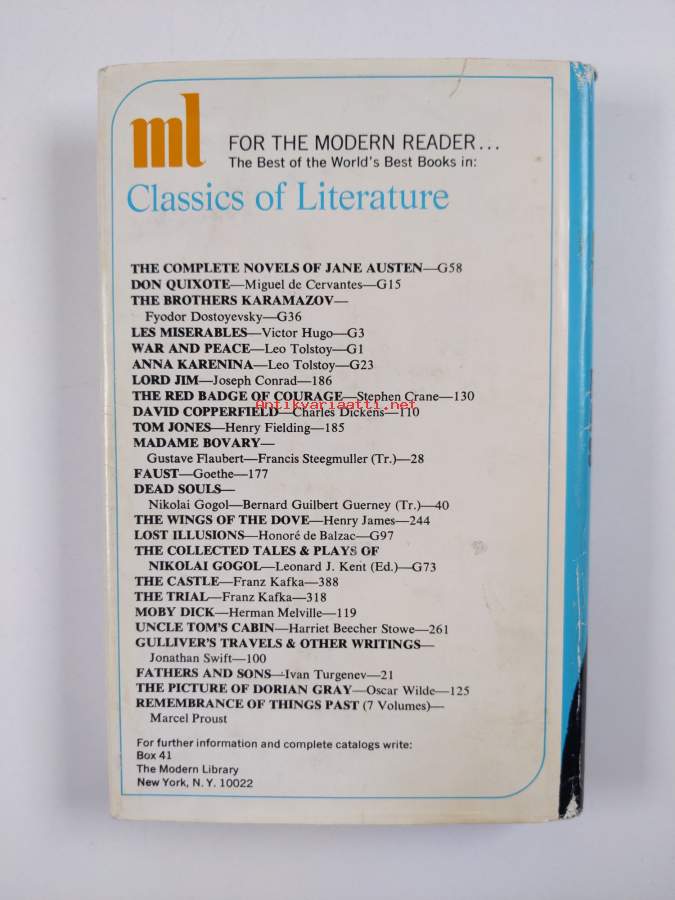 ml
FOR THE MODERN READER...
The Best of the World's Best Books in:
Classics of Literature
THE COMPLETE NOVELS OF JANE AUSTEN—G58
DON QUIXOTE—Miguel de Cervantes—G15
THE BROTHERS KARAMAZOV—
Fyodor Dostoyevsky—G36
LES MISERABLES—Victor Hugo—G3
WAR AND PEACE—Leo Tolstoy—G1
ANNA KARENINA—Leo Tolstoy—G23
LORD JIM—Joseph Conrad—186
THE RED BADGE OF COURAGE—Stephen Crane—130
Antikvariaatti.net
DAVID COPPERFIELD—Charles Dickens—110
TOM JONES—Henry Fielding—185
MADAME BOVARY—
Gustave Flaubert—Francis Steegmuller (Tr.)—28
FAUST—Goethe—177
DEAD SOULS—
Nikolai Gogol—Bernard Guilbert Guerney (Tr.)—40
THE WINGS OF THE DOVE—Henry James—244
LOST ILLUSIONS—Honoré de Balzac—G97
THE COLLECTED TALES & PLAYS OF
NIKOLAI GOGOL—Leonard J. Kent (Ed.)—G73
THE CASTLE—Franz Kafka—388
THE TRIAL—Franz Kafka—318
MOBY DICK—Herman Melville—119
UNCLE TOM'S CABIN—Harriet Beecher Stowe—261
GULLIVER'S TRAVELS & OTHER WRITINGS—
Jonathan Swift—100
FATHERS AND SONS—Ivan Turgenev—21
THE PICTURE OF DORIAN GRAY—Oscar Wilde—125
REMEMBRANCE OF THINGS PAST (7 Volumes)—
Marcel Proust
For further information and complete catalogs write:
Box 41
The Modern Library
New York, N. Y. 10022